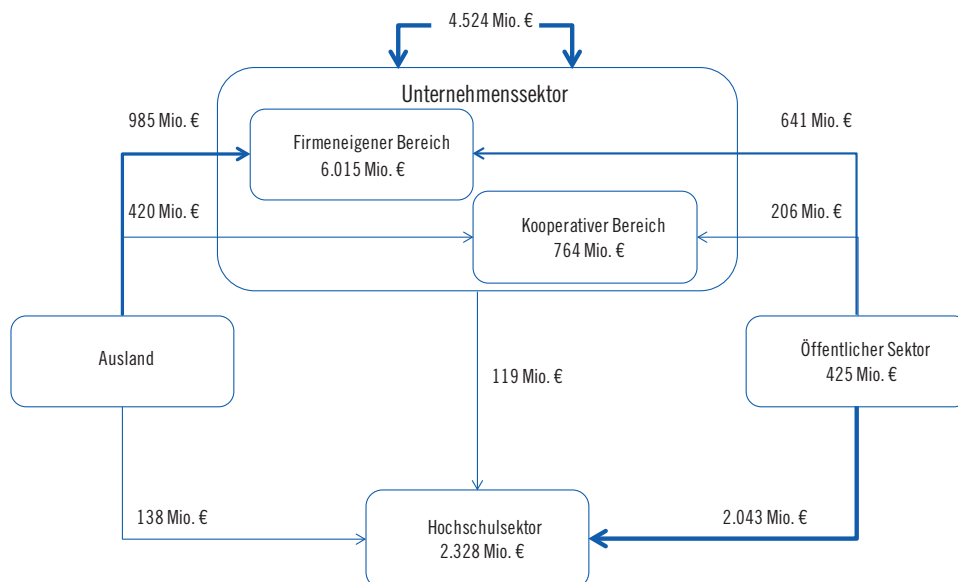 4.524 Mio. €
Unternehmenssektor
985 Mio. €
Firmeneigener Bereich
6.015 Mio. €
641 Mio. €
420 Mio. €
Kooperativer Bereich
764 Mio. €
206 Mio. €
Ausland
Öffentlicher Sektor
425 Mio. €
119 Mio. €
138 Mio. €
Hochschulsektor
2.328 Mio. €
2.043 Mio. €